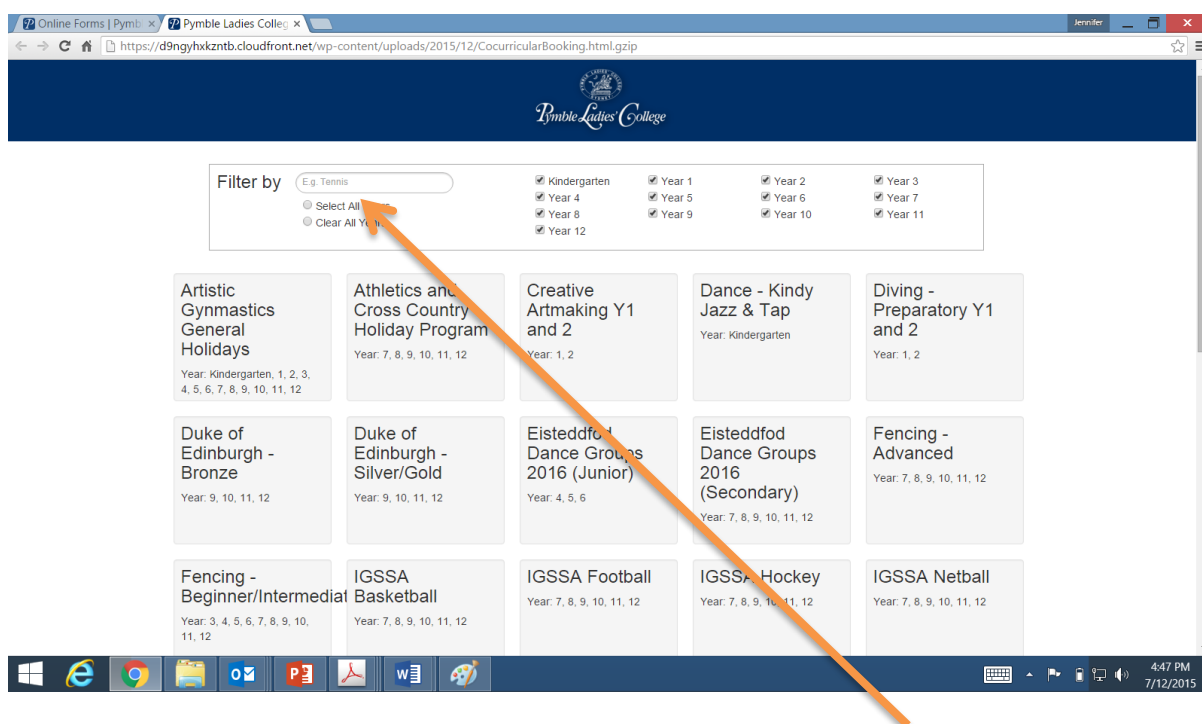 Online Forms | Pymbl
Pymble Ladies Colleg
Jennifer
https://d9ngyhxkzntb.cloudfront.net/wp-content/uploads/2015/12/CocurricularBooking.html.gzip
Pymble Ladies' College
Filter by
E.g. Tennis
Select All
Clear All
Kindergarten Year 1 Year 2 Year 3
Year 4 Year 5 Year 6 Year 7
Year 8 Year 9 Year 10 Year 11
Year 12
Artistic
Gynmastics
General
Holidays
Year: Kindergarten, 1, 2, 3,
4, 5, 6, 7, 8, 9, 10, 11, 12
Athletics and
Cross Country
Holiday Program
Year: 7, 8, 9, 10, 11, 12
Creative
Artmaking Y1
and 2
Year: 1, 2
Dance - Kindy
Jazz & Tap
Year: Kindergarten
Diving -
Preparatory Y1
and 2
Year: 1, 2
Duke of
Edinburgh -
Bronze
Year: 9, 10, 11, 12
Duke of
Edinburgh -
Silver/Gold
Year: 9, 10, 11, 12
Eisteddfod
Dance Groups
2016 (Junior)
Year: 4, 5, 6
Eisteddfod
Dance Groups
2016
(Secondary)
Year: 7, 8, 9, 10, 11, 12
Fencing -
Advanced
Year: 7, 8, 9, 10, 11, 12
Fencing -
Beginner/Intermediat
Year: 3, 4, 5, 6, 7, 8, 9, 10,
11, 12
IGSSA
Basketball
Year: 7, 8, 9, 10, 11, 12
IGSSA Football
Year: 7, 8, 9, 10, 11, 12
IGSSA Hockey
Year: 7, 8, 9, 10, 11, 12
IGSSA Netball
Year: 7, 8, 9, 10, 11, 12
4:47 PM
7/12/2015